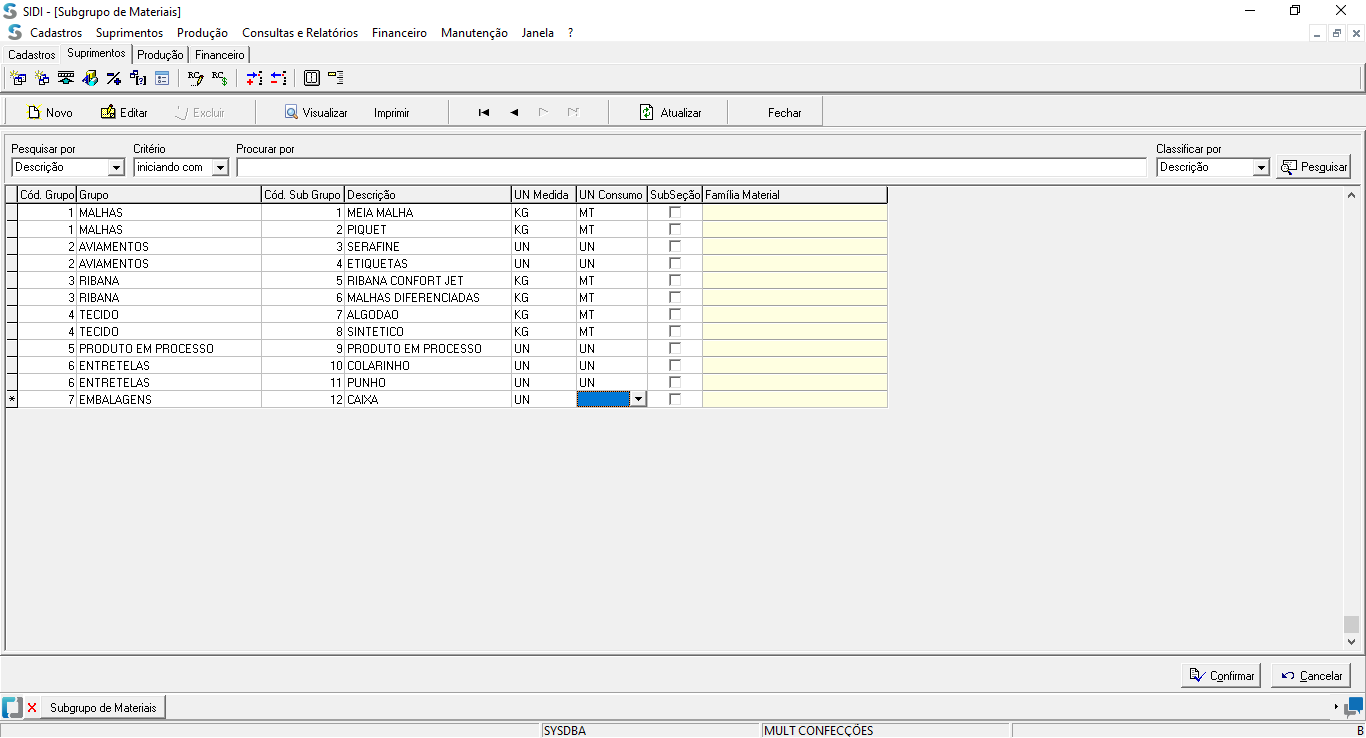 SIDI - [Subgrupo de Materiais]
Cadastros Suprimentos Produção Consultas e Relatórios Financeiro Manutenção Janela ?
Cadastros Suprimentos Produção Financeiro
Novo Editar Excluir Visualizar Imprimir Atualizar Fechar
Pesquisar por Critério Procurar por Classificar por
Descrição iniciando com Descrição Pesquisar
Cód. Grupo Grupo Cód. Sub Grupo Descrição UN Medida UN Consumo SubSeção Família Material
1 MALHAS 1 MEIA MALHA KG MT
1 MALHAS 2 PIQUET KG MT
2 AVIAMENTOS 3 SERAFINE UN UN
2 AVIAMENTOS 4 ETIQUETAS UN UN
3 RIBANA 5 RIBANA CONFORT JET KG MT
3 RIBANA 6 MALHAS DIFERENCIADAS KG MT
4 TECIDO 7 ALGODAO KG MT
4 TECIDO 8 SINTETICO KG MT
5 PRODUTO EM PROCESSO 9 PRODUTO EM PROCESSO UN UN
6 ENTRETELAS 10 COLARINHO UN UN
6 ENTRETELAS 11 PUNHO UN UN
* 7 EMBALAGENS 12 CAIXA UN
Confirmar Cancelar
Subgrupo de Materiais
SYSDBA MULT CONFECÇÕES B